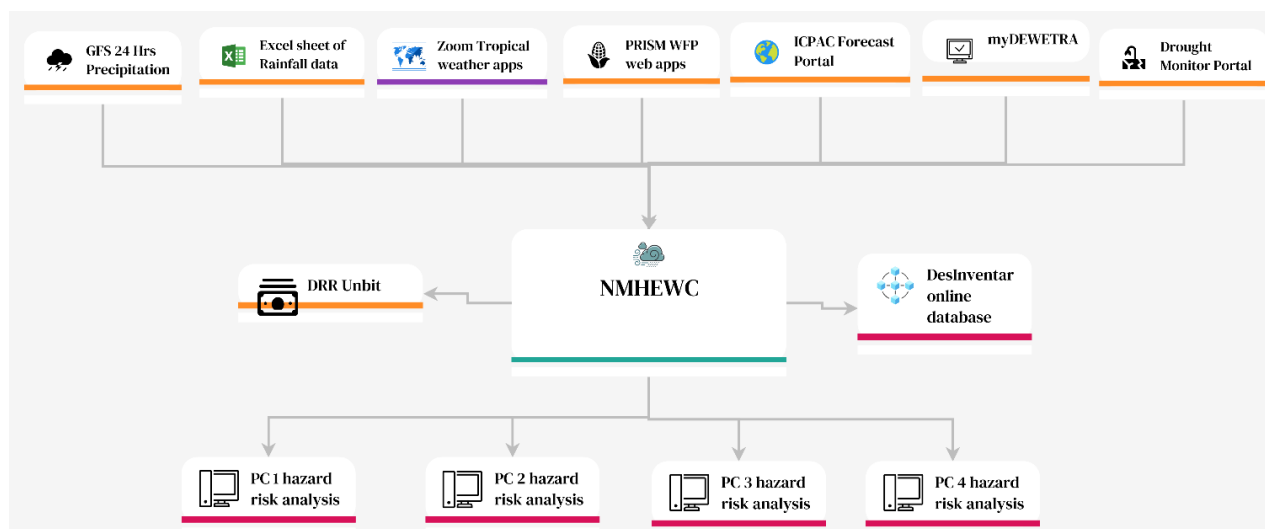 GFS 24 Hrs
Precipitation
Excel sheet of
Rainfall data
Zoom Tropical
weather apps
PRISM WFP
web apps
ICPAC Forecast
Portal
myDEWETRA
Drought
Monitor Portal
NMHEWC
DRR Unbit
DesInventar
online
database
PC 1 hazard
risk analysis
PC 2 hazard
risk analysis
PC 3 hazard
risk analysis
PC 4 hazard
risk analysis